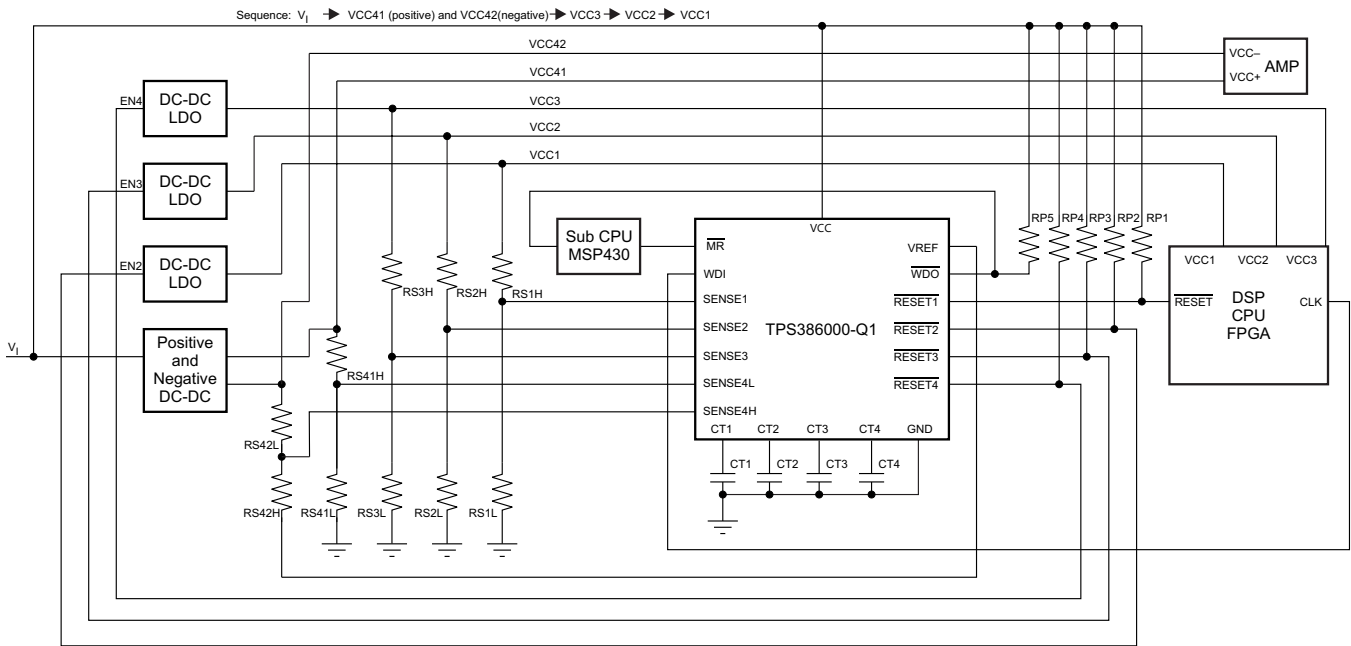 Sequence: VI → VCC41 (positive) and VCC42(negative) → VCC3 → VCC2 → VCC1
VCC42
VCC–
AMP
VCC+
VCC41
EN4
DC-DC
LDO
VCC3
VCC2
EN3
DC-DC
LDO
VCC1
EN2
DC-DC
LDO
VI
Positive
and
Negative
DC-DC
RS3H
RS2H
RS1H
RS41H
RS42L
RS42H
RS41L
RS3L
RS2L
RS1L
Sub CPU
MSP430
VCC
MR
WDI
SENSE1
SENSE2
SENSE3
SENSE4L
SENSE4H
TPS386000-Q1
VREF
WDO
RESET1
RESET2
RESET3
RESET4
CT1
CT2
CT3
CT4
GND
CT1
CT2
CT3
CT4
RP5
RP4
RP3
RP2
RP1
VCC1
VCC2
VCC3
RESET
DSP
CPU
FPGA
CLK